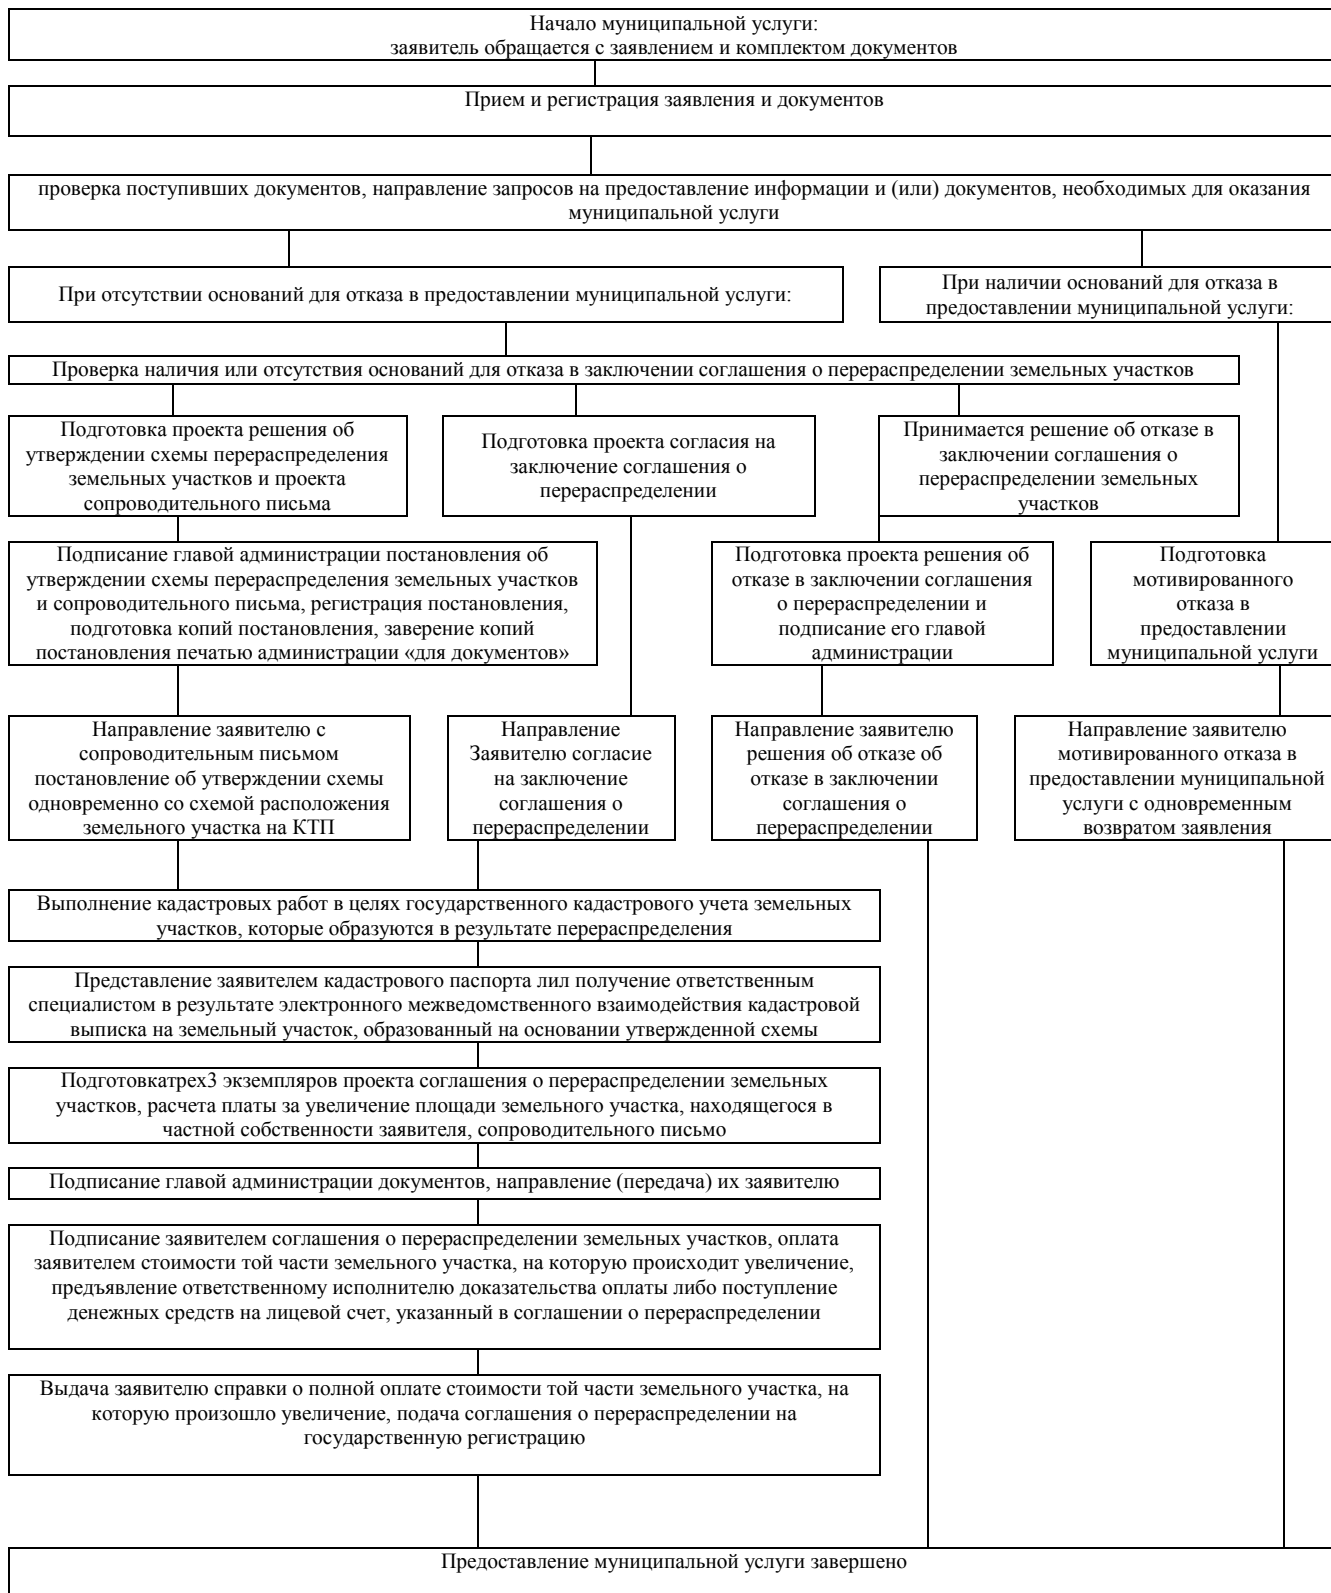 Начало муниципальной услуги:
заявитель обращается с заявлением и комплектом документов
Прием и регистрация заявления и документов
проверка поступивших документов, направление запросов на предоставление информации и (или) документов, необходимых для оказания
муниципальной услуги
При отсутствии оснований для отказа в предоставлении муниципальной услуги:
При наличии оснований для отказа в
предоставлении муниципальной услуги:
Проверка наличия или отсутствия оснований для отказа в заключении соглашения о перераспределении земельных участков
Подготовка проекта решения об
утверждении схемы перераспределения
земельных участков и проекта
сопроводительного письма
Подготовка проекта согласия на
заключение соглашения о
перераспределении
Принимается решение об отказе в
заключении соглашения о
перераспределении земельных
участков
Подписание главой администрации постановления об
утверждении схемы перераспределения земельных участков
и сопроводительного письма, регистрация постановления,
подготовка копий постановления, заверение копий
постановления печатью администрации «для документов»
Подготовка проекта решения об
отказе в заключении соглашения
о перераспределении и
подписание его главой
администрации
Подготовка
мотивированного
отказа в
предоставлении
муниципальной услуги
Направление заявителю с
сопроводительным письмом
постановление об утверждении схемы
одновременно со схемой расположения
земельного участка на КТП
Направление
Заявителю согласие
на заключение
соглашения о
перераспределении
Направление заявителю
решения об отказе об
отказе в заключении
соглашения о
перераспределении
Направление заявителю
мотивированного отказа в
предоставлении муниципальной
услуги с одновременным
возвратом заявления
Выполнение кадастровых работ в целях государственного кадастрового учета земельных
участков, которые образуются в результате перераспределения
Представление заявителем кадастрового паспорта лил получение ответственным
специалистом в результате электронного межведомственного взаимодействия кадастровой
выписка на земельный участок, образованный на основании утвержденной схемы
Подготовкатрех3 экземпляров проекта соглашения о перераспределении земельных
участков, расчета платы за увеличение площади земельного участка, находящегося в
частной собственности заявителя, сопроводительного письмо
Подписание главой администрации документов, направление (передача) их заявителю
Подписание заявителем соглашения о перераспределении земельных участков, оплата
заявителем стоимости той части земельного участка, на которую происходит увеличение,
предъявление ответственному исполнителю доказательства оплаты либо поступление
денежных средств на лицевой счет, указанный в соглашении о перераспределении
Выдача заявителю справки о полной оплате стоимости той части земельного участка, на
которую произошло увеличение, подача соглашения о перераспределении на
государственную регистрацию
Предоставление муниципальной услуги завершено